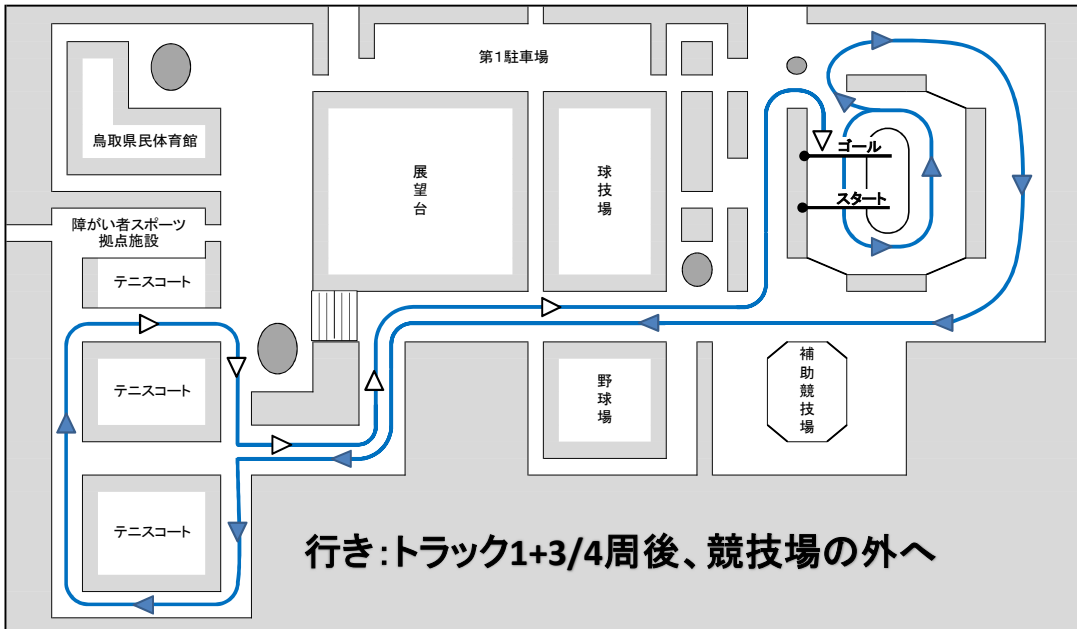 第1駐車場
鳥取県民体育館
展望台
球技場
ゴール
スタート
障がい者スポーツ
拠点施設
テニスコート
テニスコート
野球場
補助競技場
テニスコート
行き:トラック1+3/4周後、競技場の外へ